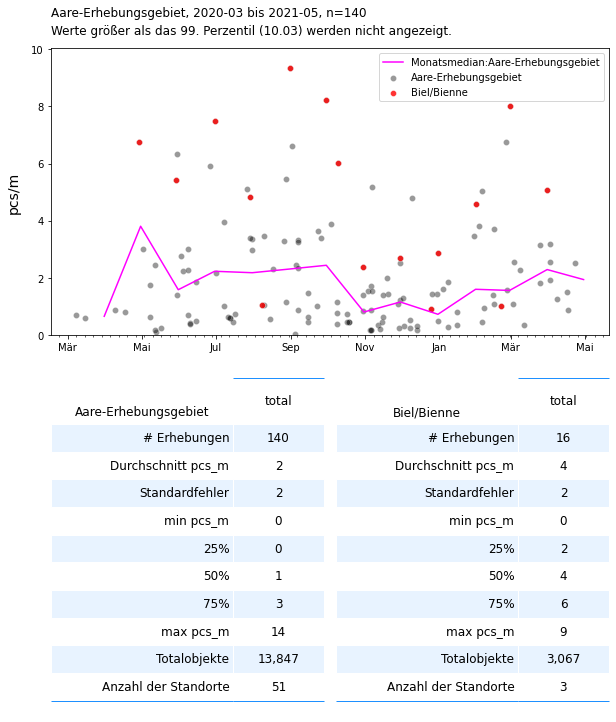 Aare-Erhebungsgebiet, 2020-03 bis 2021-05, n=140
Werte größer als das 99. Perzentil (10.03) werden nicht angezeigt.
10
8
6
4
2
0
pcs/m
Monatsmedian:Aare-Erhebungsgebiet
Aare-Erhebungsgebiet
Biel/Bienne
Mär Mai Jul Sep Nov Jan Mär Mai
Aare-Erhebungsgebiet total
# Erhebungen 140
Durchschnitt pcs_m 2
Standardfehler 2
min pcs_m 0
25% 0
50% 1
75% 3
max pcs_m 14
Totalobjekte 13,847
Anzahl der Standorte 51
Biel/Bienne total
# Erhebungen 16
Durchschnitt pcs_m 4
Standardfehler 2
min pcs_m 0
25% 2
50% 4
75% 6
max pcs_m 9
Totalobjekte 3,067
Anzahl der Standorte 3